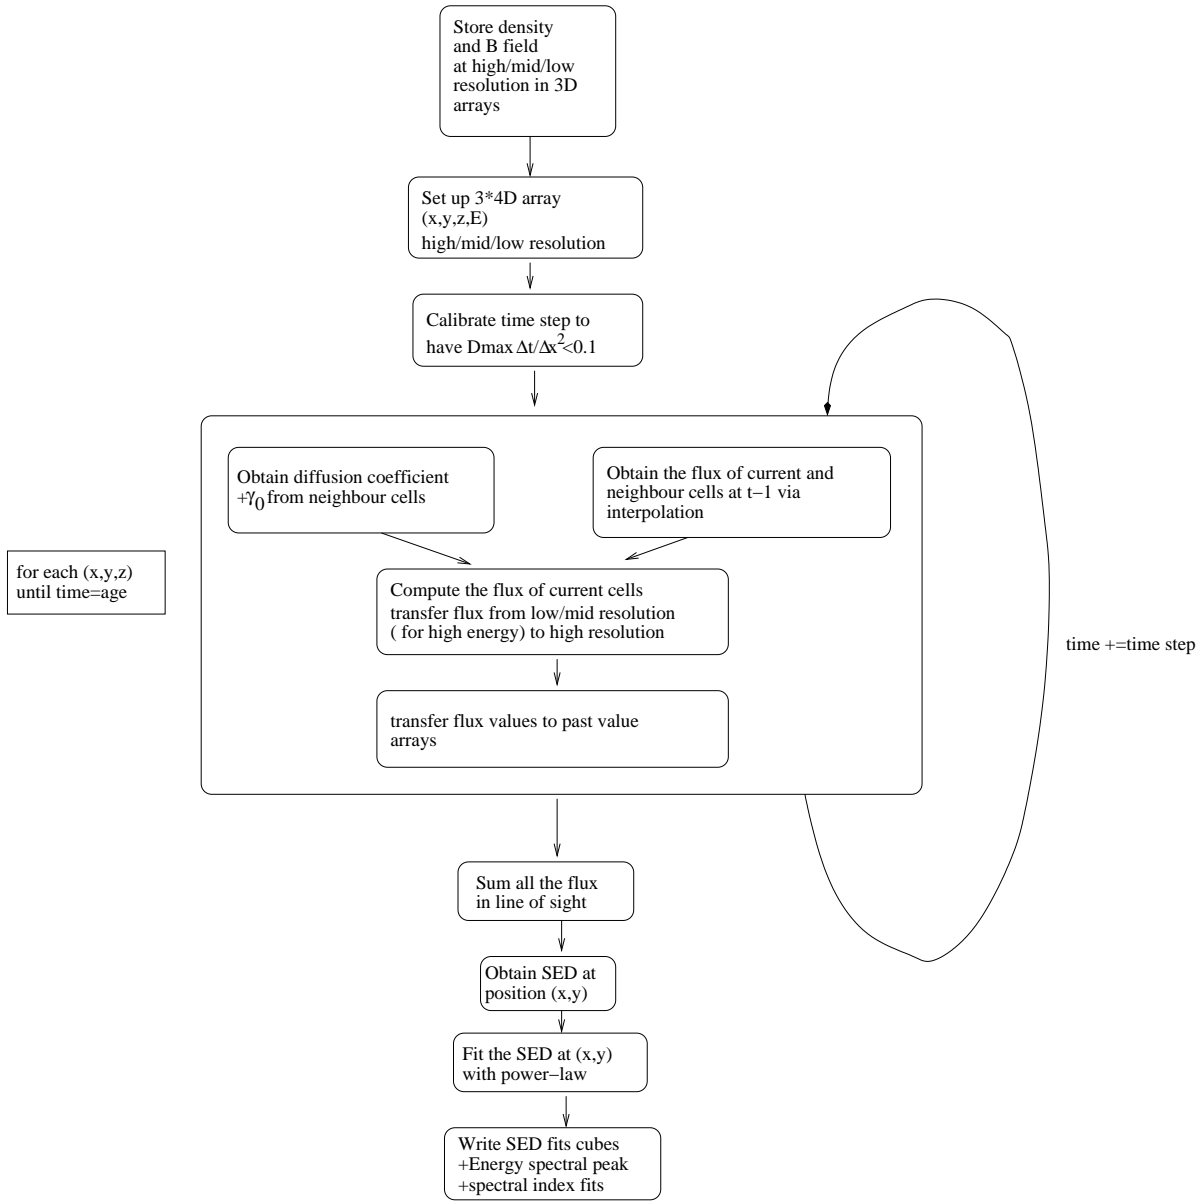 Store density
and B field
at high/mid/low
resolution in 3D
arrays
Set up 3*4D array
(x,y,z,E)
high/mid/low resolution
Calibrate time step to
have Dmax Δt/Δx²<0.1
Obtain diffusion coefficient
+γ₀ from neighbour cells
Obtain the flux of current and
neighbour cells at t−1 via
interpolation
for each (x,y,z)
until time=age
Compute the flux of current cells
transfer flux from low/mid resolution
( for high energy) to high resolution
time +=time step
transfer flux values to past value
arrays
Sum all the flux
in line of sight
Obtain SED at
position (x,y)
Fit the SED at (x,y)
with power−law
Write SED fits cubes
+Energy spectral peak
+spectral index fits